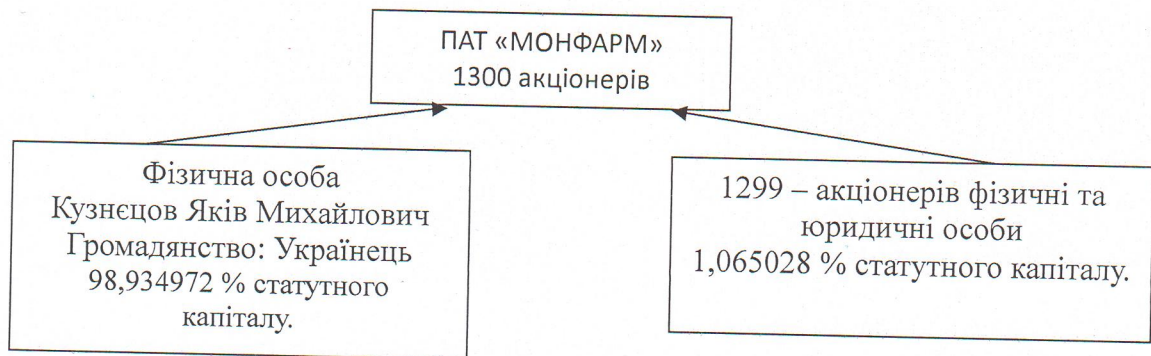 ПАТ «МОНФАРМ»
1300 акціонерів
Фізична особа
Кузнєцов Яків Михайлович
Громадянство: Українець
98,934972 % статутного
капіталу.
1299 – акціонерів фізичні та
юридичні особи
1,065028 % статутного капіталу.